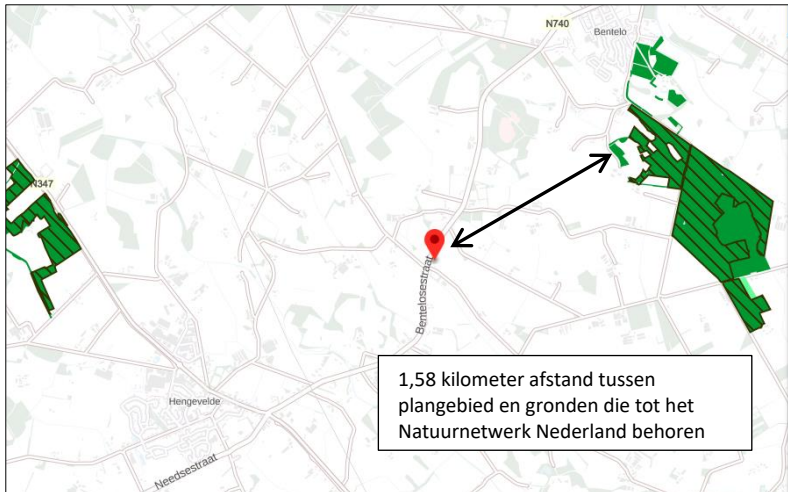 N740
Bentelo
N347
Bentelosestraat
1,58 kilometer afstand tussen
plangebied en gronden die tot het
Natuurnetwerk Nederland behoren
Hengevelde
Needsestraat